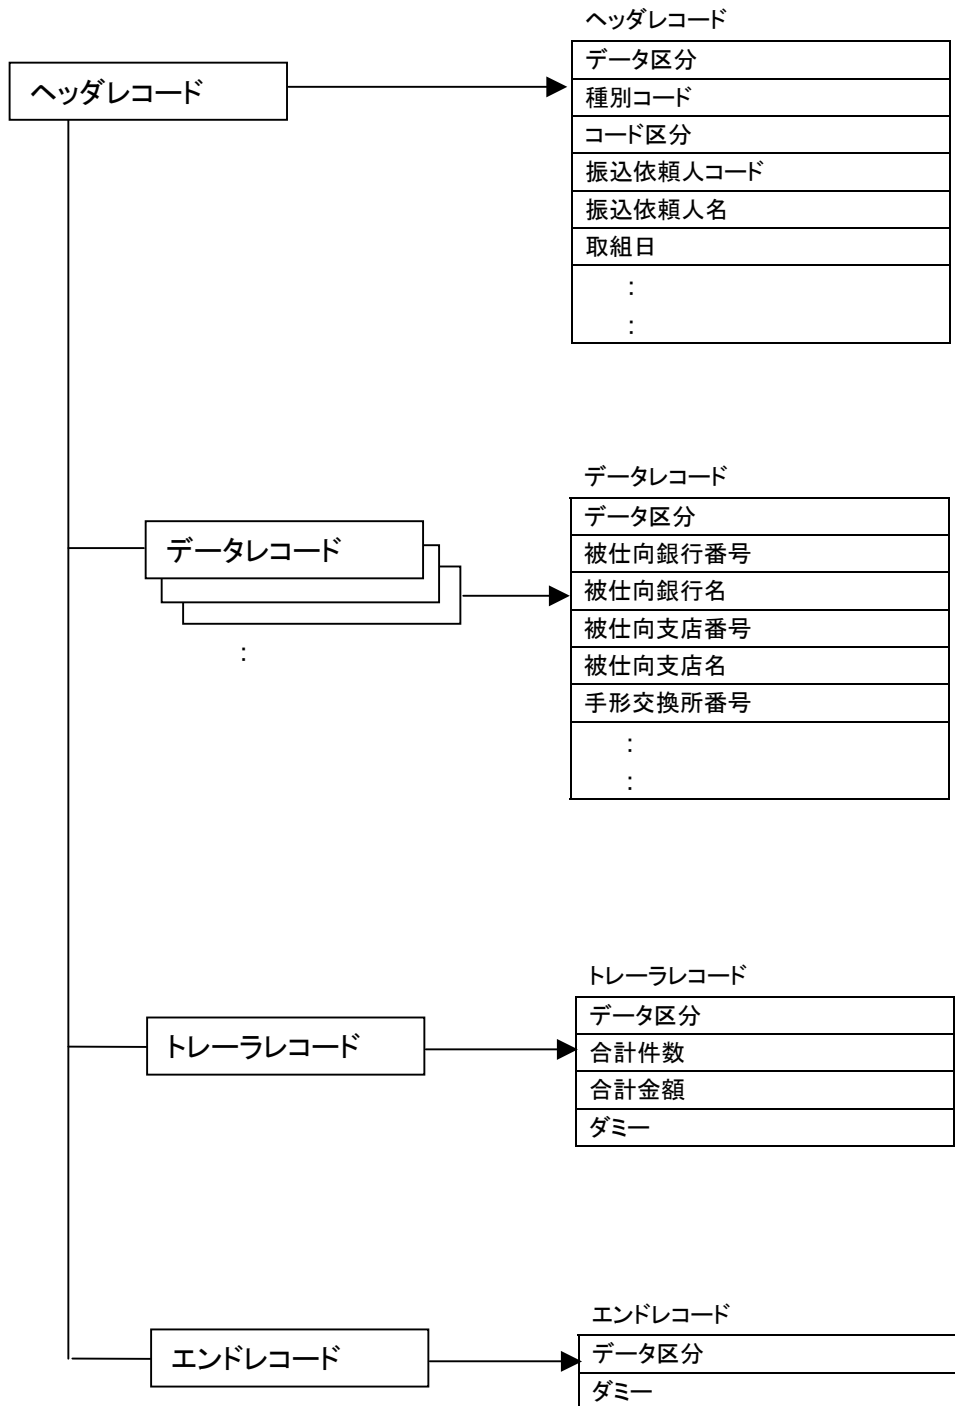 ヘッダレコード
ヘッダレコード
データ区分
種別コード
コード区分
振込依頼人コード
振込依頼人名
取組日
:
:
データレコード
:
データレコード
データ区分
被仕向銀行番号
被仕向銀行名
被仕向支店番号
被仕向支店名
手形交換所番号
:
:
トレーラレコード
トレーラレコード
データ区分
合計件数
合計金額
ダミー
エンドレコード
エンドレコード
データ区分
ダミー